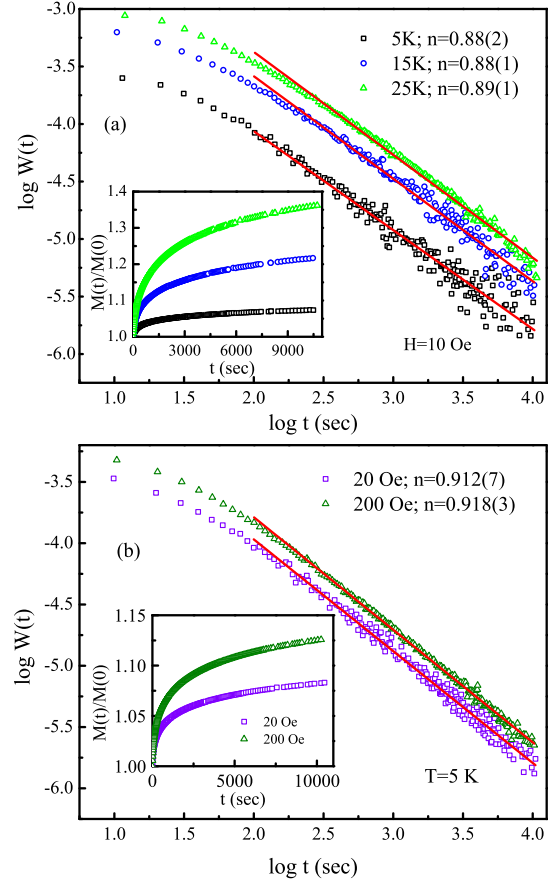 -3.0
-3.5
-4.0
-4.5
-5.0
-5.5
-6.0
log W(t)
(a)
5K; n=0.88(2)
15K; n=0.88(1)
25K; n=0.89(1)
1.4
1.3
1.2
1.1
1.0
M(t)/M(0)
0 3000 6000 9000
t (sec)
H=10 Oe
1.0 1.5 2.0 2.5 3.0 3.5 4.0
log t (sec)
-3.5
-4.0
-4.5
-5.0
-5.5
-6.0
log W(t)
(b)
20 Oe; n=0.912(7)
200 Oe; n=0.918(3)
1.15
1.10
1.05
1.00
M(t)/M(0)
20 Oe
200 Oe
0 5000 10000
t (sec)
T=5 K
1.0 1.5 2.0 2.5 3.0 3.5 4.0
log t (sec)